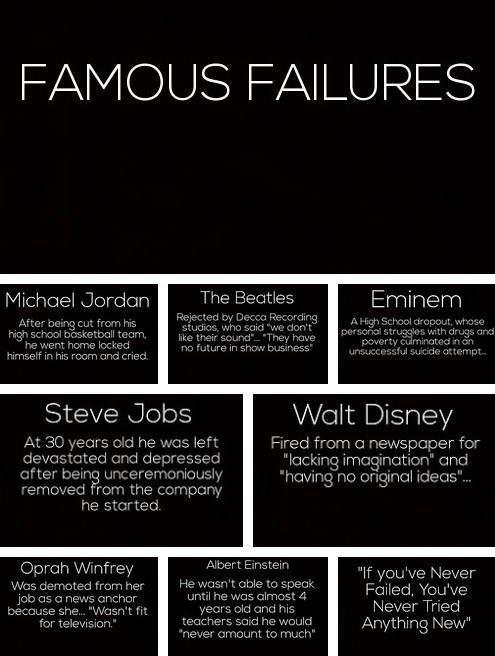 FAMOUS FAILURES
Michael Jordan
After being cut from his
high school basketball team,
he went home locked
himself in his room and cried.
The Beatles
Rejected by Decca Recording
studios, who said "we don't
like their sound"... "They have
no future in show business"
Eminem
A High School dropout, whose
personal struggles with drugs and
poverty culminated in an
unsuccessful suicide attempt...
Steve Jobs
At 30 years old he was left
devastated and depressed
after being unceremoniously
removed from the company
he started.
Walt Disney
Fired from a newspaper for
"lacking imagination" and
"having no original ideas"...
Oprah Winfrey
Was demoted from her
job as a news anchor
because she... "Wasn't fit
for television."
Albert Einstein
He wasn't able to speak
until he was almost 4
years old and his
teachers said he would
"never amount to much"
"If you've Never
Failed, You've
Never Tried
Anything New"